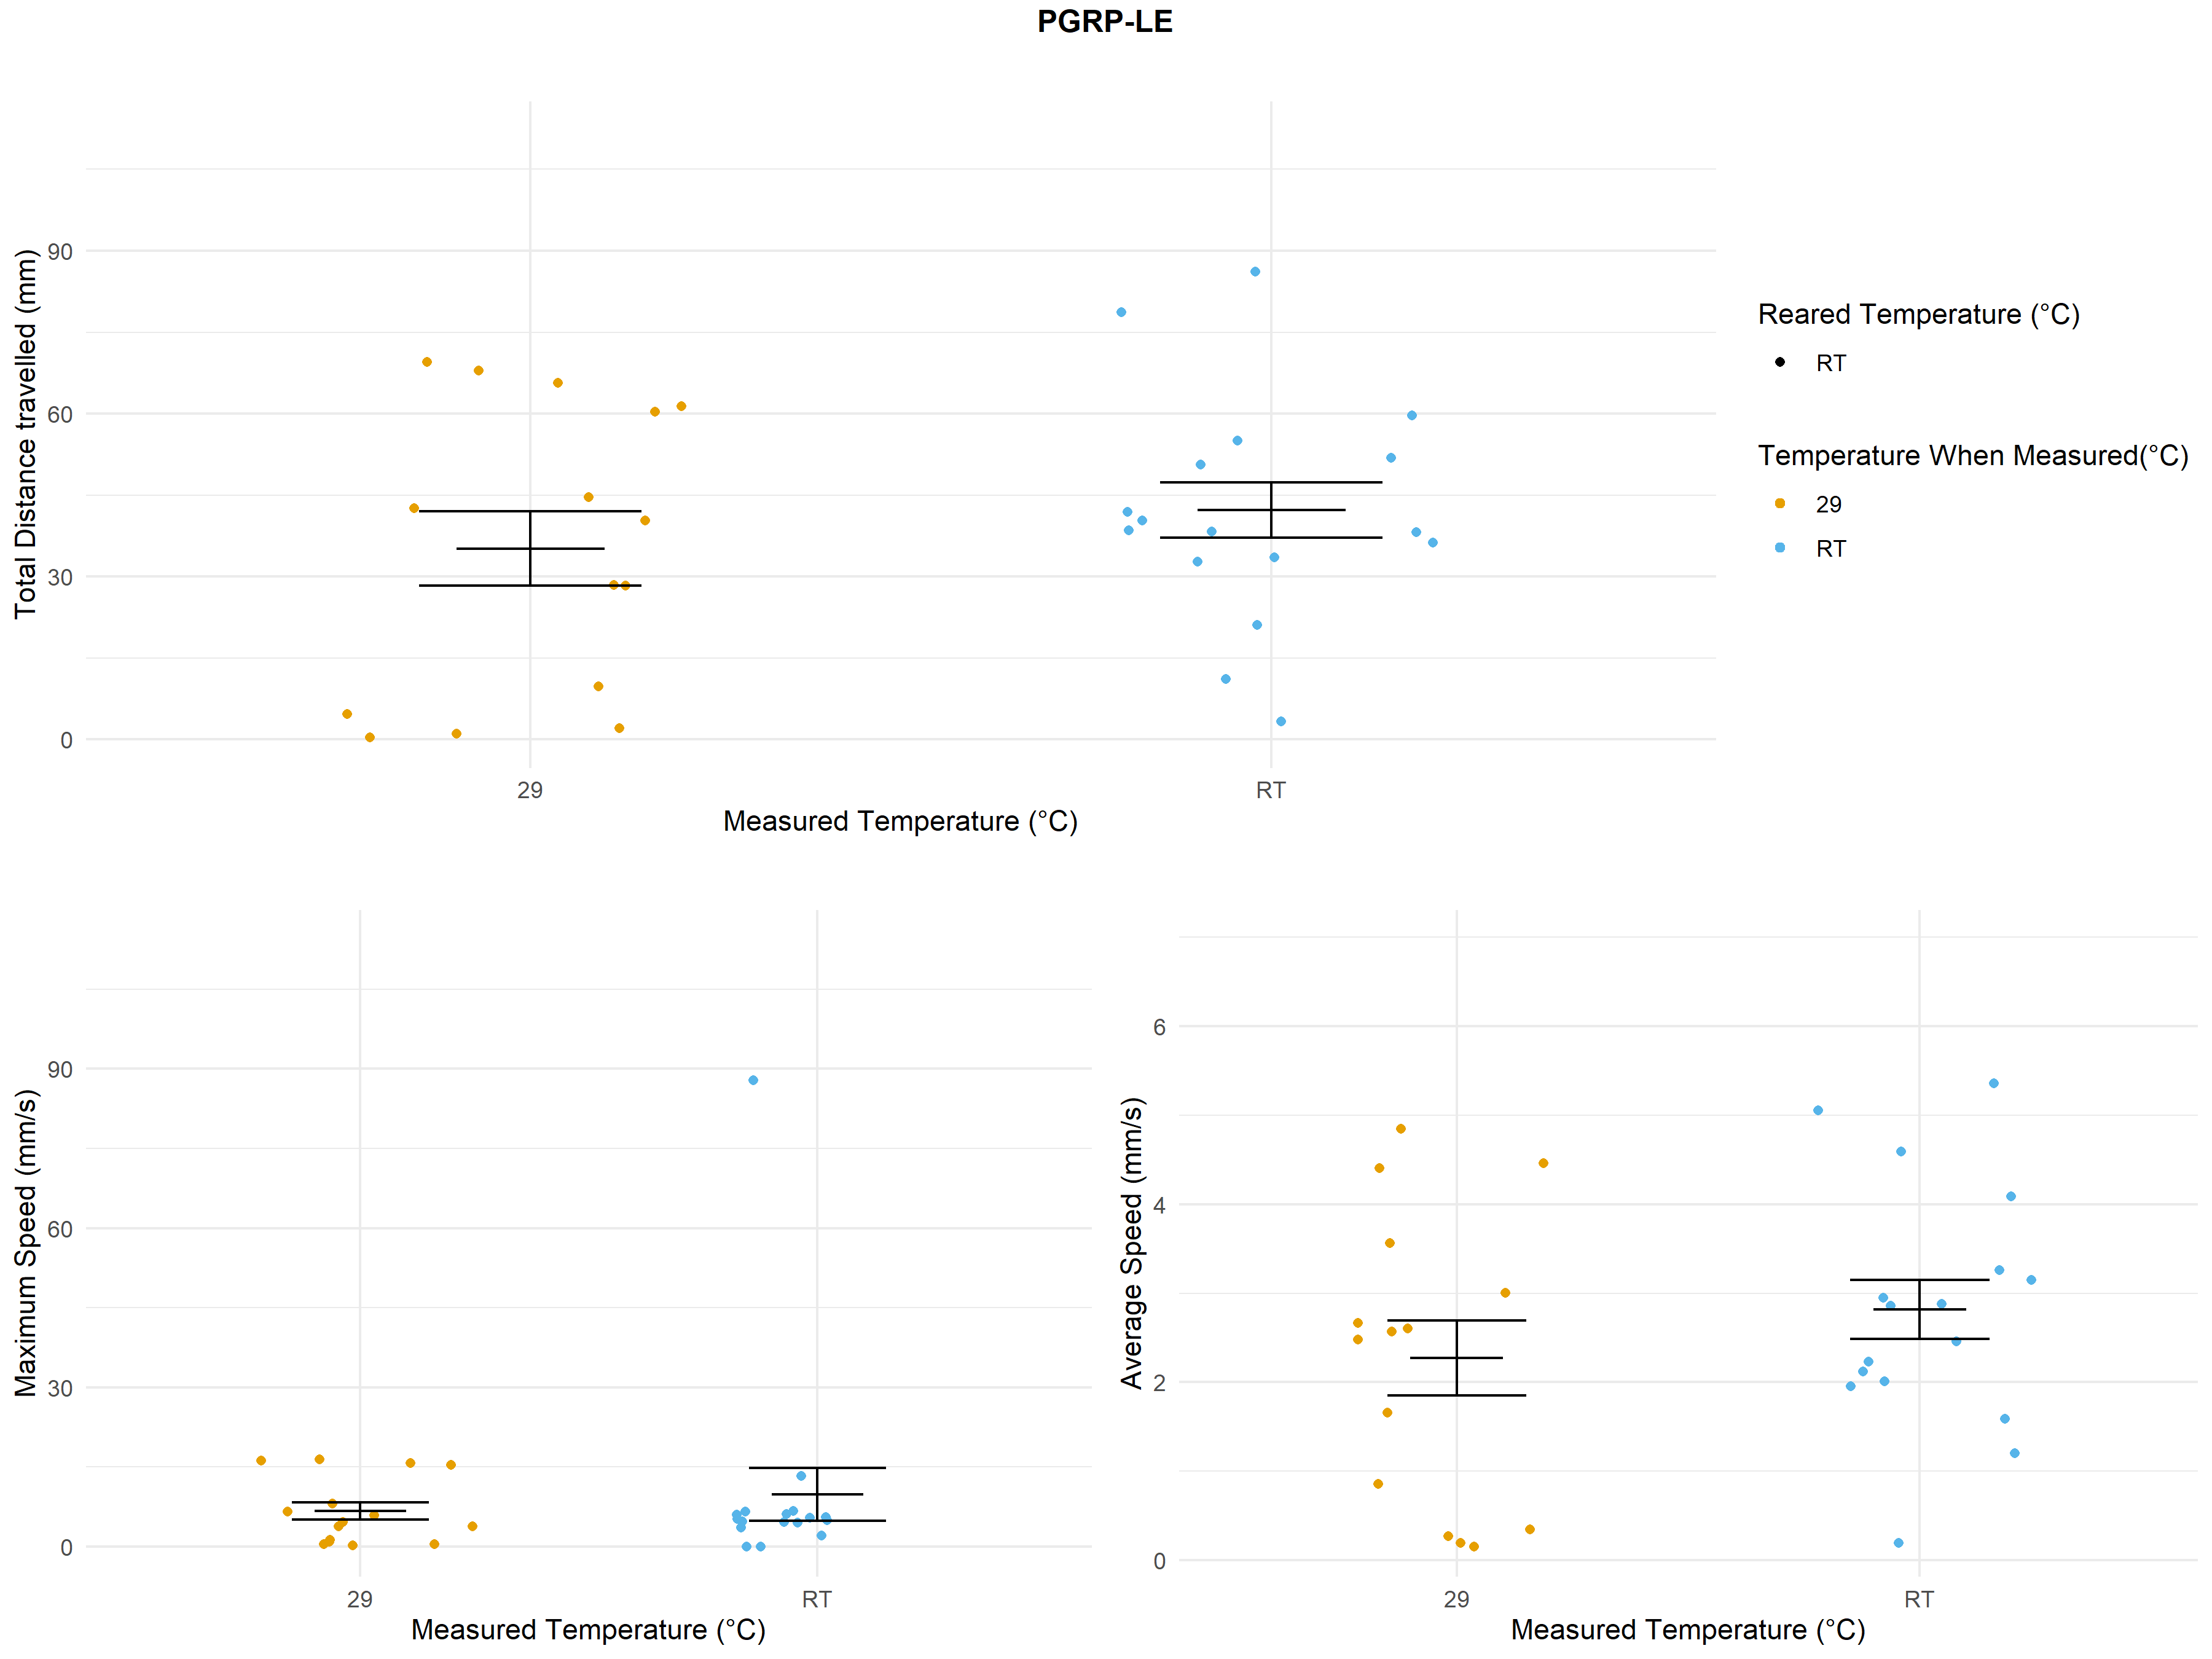 PGRP-LE
Total Distance travelled (mm)
90
60
30
0
29
RT
Measured Temperature (°C)
Reared Temperature (°C)
RT
Temperature When Measured(°C)
29
RT
Maximum Speed (mm/s)
90
60
30
0
29
RT
Measured Temperature (°C)
Average Speed (mm/s)
6
4
2
0
29
RT
Measured Temperature (°C)